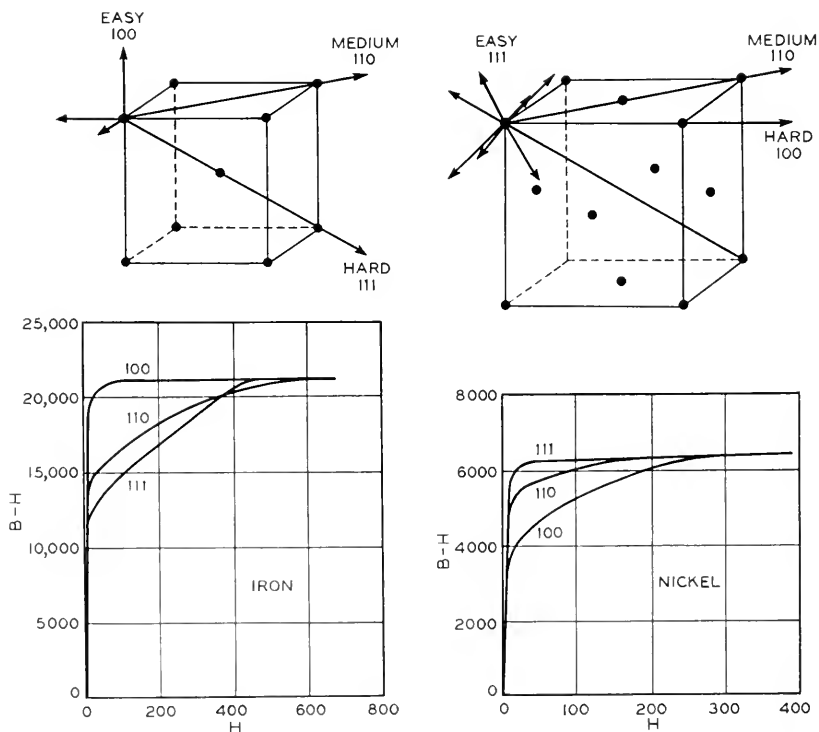 EASY
100
MEDIUM
110
HARD
111
EASY
111
MEDIUM
110
HARD
100
25,000
20,000
15,000
10,000
5000
0
B-H
100
110
111
IRON
0 200 400 600 800
H
8000
6000
4000
2000
0
B-H
111
110
100
NICKEL
0 100 200 300 400
H